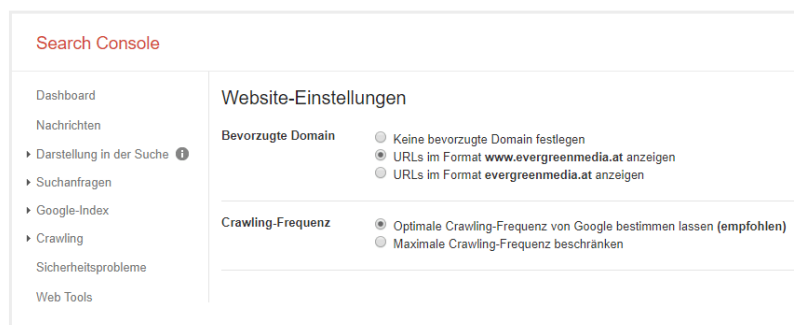 Search Console
Dashboard
Nachrichten
Darstellung in der Suche
Suchanfragen
Google-Index
Crawling
Sicherheitsprobleme
Web Tools
Website-Einstellungen
Bevorzugte Domain
Keine bevorzugte Domain festlegen
URLs im Format www.evergreenmedia.at anzeigen
URLs im Format evergreenmedia.at anzeigen
Crawling-Frequenz
Optimale Crawling-Frequenz von Google bestimmen lassen (empfohlen)
Maximale Crawling-Frequenz beschränken